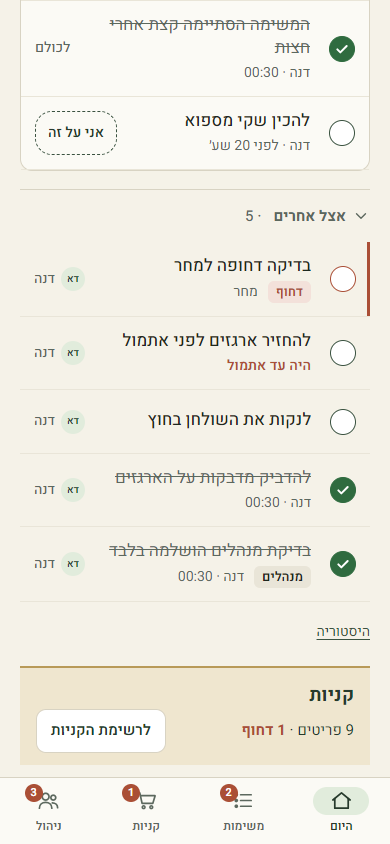 המשימה הסתיימה קצת אחרי
חצות
לכולם
דנה · 00:30
להכין שקי מספוא
דנה · לפני 20 שע'
אני על זה
אצל אחרים · 5
בדיקה דחופה למחר
דחוף מחר
דא דנה
להחזיר ארגזים לפני אתמול
היה עד אתמול
דא דנה
לנקות את השולחן בחוץ
דא דנה
להדביק מדבקות על הארגזים
דנה · 00:30
דא דנה
בדיקת מנהלים הושלמה בלבד
מנהלים דנה · 00:30
דא דנה
היסטוריה
קניות
9 פריטים · 1 דחוף
לרשימת הקניות
היום
2
משימות
1
קניות
3
ניהול